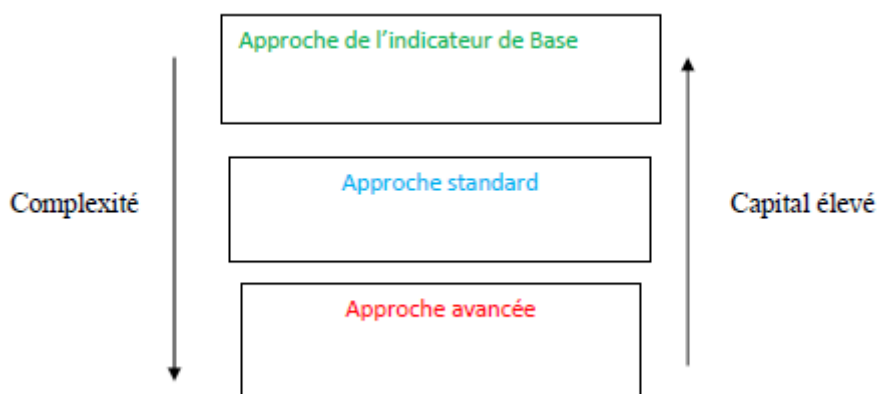 Approche de l’indicateur de Base
Approche standard
Complexité
Capital élevé
Approche avancée